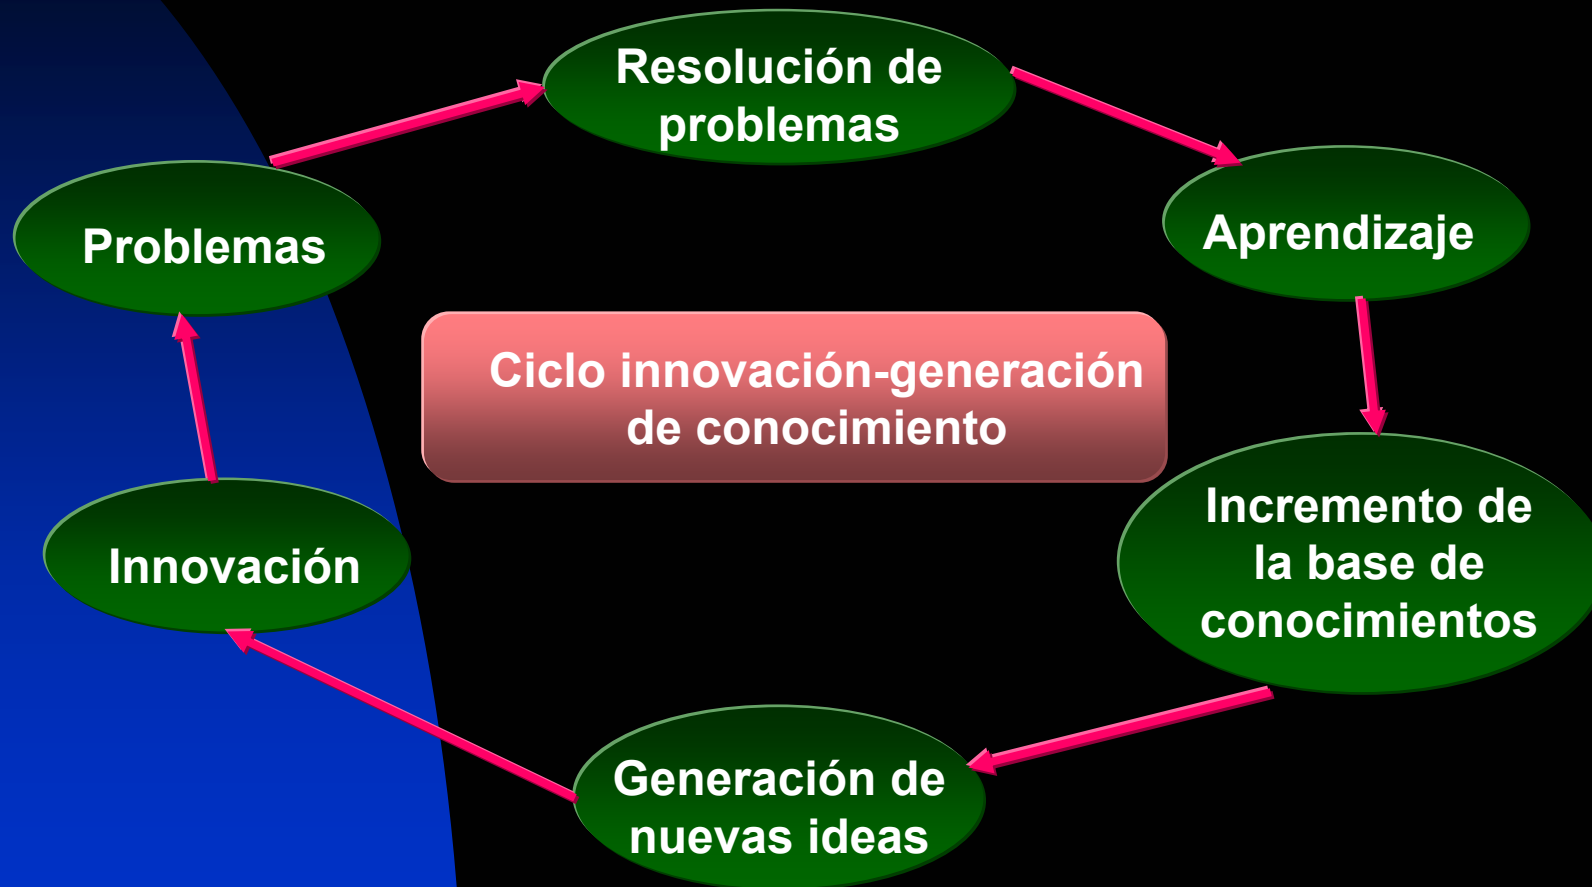 Resolución de
problemas
Aprendizaje
Problemas
Ciclo innovación-generación
de conocimiento
Incremento de
la base de
conocimientos
Innovación
Generación de
nuevas ideas